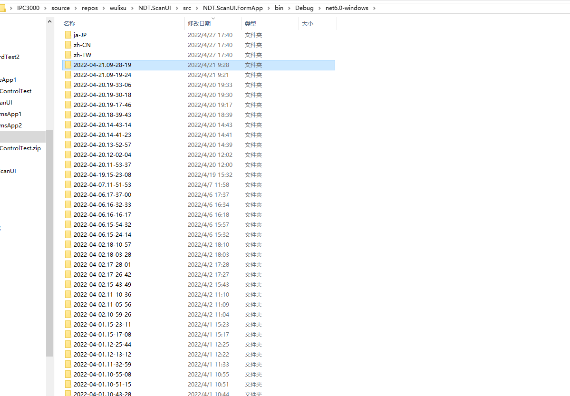 IPC3000 › source › repos › wulixu › NDT.ScanUI › src › NDT.ScanUI.FormApp › bin › Debug › net6.0-windows ›
名称 修改日期 类型 大小
ja-JP 2022/4/27 17:40 文件夹
zh-CN 2022/4/27 17:40 文件夹
zh-TW 2022/4/27 17:40 文件夹
2022-04-21.09-28-19 2022/4/21 9:28 文件夹
2022-04-21.09-19-24 2022/4/21 9:21 文件夹
2022-04-20.19-33-06 2022/4/20 19:33 文件夹
2022-04-20.19-30-18 2022/4/20 19:30 文件夹
2022-04-20.19-17-46 2022/4/20 19:17 文件夹
2022-04-20.18-39-43 2022/4/20 18:39 文件夹
2022-04-20.14-43-14 2022/4/20 14:43 文件夹
2022-04-20.14-41-23 2022/4/20 14:41 文件夹
2022-04-20.13-52-57 2022/4/20 14:39 文件夹
2022-04-20.12-02-04 2022/4/20 12:02 文件夹
2022-04-20.11-53-37 2022/4/20 12:00 文件夹
2022-04-19.15-23-08 2022/4/19 15:32 文件夹
2022-04-07.11-51-53 2022/4/7 11:58 文件夹
2022-04-06.17-37-00 2022/4/6 17:37 文件夹
2022-04-06.16-32-33 2022/4/6 16:34 文件夹
2022-04-06.16-16-17 2022/4/6 16:18 文件夹
2022-04-06.15-54-32 2022/4/6 15:57 文件夹
2022-04-06.15-24-14 2022/4/6 15:32 文件夹
2022-04-02.18-10-57 2022/4/2 18:10 文件夹
2022-04-02.18-03-28 2022/4/2 18:03 文件夹
2022-04-02.17-28-01 2022/4/2 17:28 文件夹
2022-04-02.17-26-42 2022/4/2 17:27 文件夹
2022-04-02.15-43-49 2022/4/2 15:43 文件夹
2022-04-02.11-10-36 2022/4/2 11:10 文件夹
2022-04-02.11-05-56 2022/4/2 11:09 文件夹
2022-04-02.10-59-26 2022/4/2 11:04 文件夹
2022-04-01.15-23-11 2022/4/1 15:23 文件夹
2022-04-01.15-17-08 2022/4/1 15:17 文件夹
2022-04-01.12-25-44 2022/4/1 12:25 文件夹
2022-04-01.12-13-12 2022/4/1 12:22 文件夹
2022-04-01.11-32-59 2022/4/1 11:33 文件夹
2022-04-01.10-55-08 2022/4/1 10:55 文件夹
2022-04-01.10-51-15 2022/4/1 10:51 文件夹
2022-04-01.10-43-28 2022/4/1 10:44 文件夹
rdTest2
eApp1
ControlTest
anUI
msApp1
msApp2
ControlTest.zip
canUI